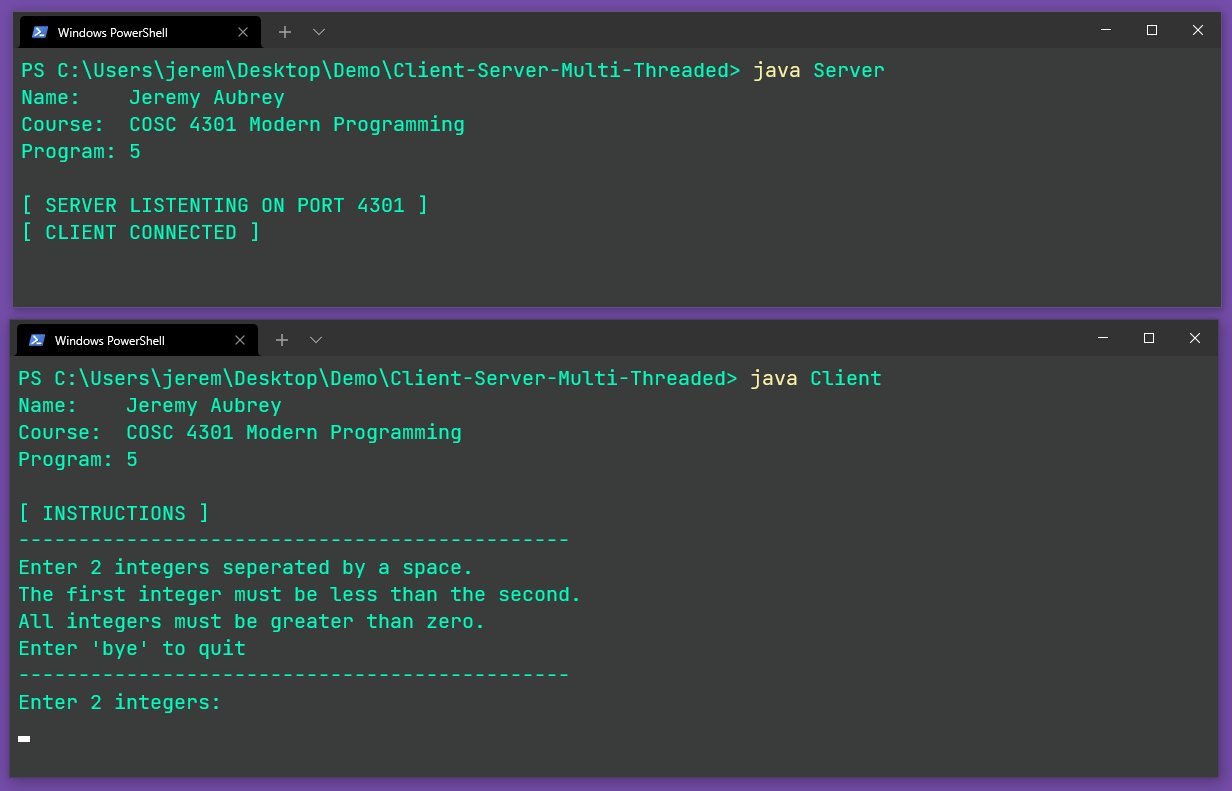 Windows PowerShell
PS C:\Users\jerem\Desktop\Demo\Client-Server-Multi-Threaded> java Server
Name:    Jeremy Aubrey
Course:  COSC 4301 Modern Programming
Program: 5
[ SERVER LISTENTING ON PORT 4301 ]
[ CLIENT CONNECTED ]
Windows PowerShell
PS C:\Users\jerem\Desktop\Demo\Client-Server-Multi-Threaded> java Client
Name:    Jeremy Aubrey
Course:  COSC 4301 Modern Programming
Program: 5
[ INSTRUCTIONS ]
----------------------------------------------
Enter 2 integers seperated by a space.
The first integer must be less than the second.
All integers must be greater than zero.
Enter 'bye' to quit
----------------------------------------------
Enter 2 integers: